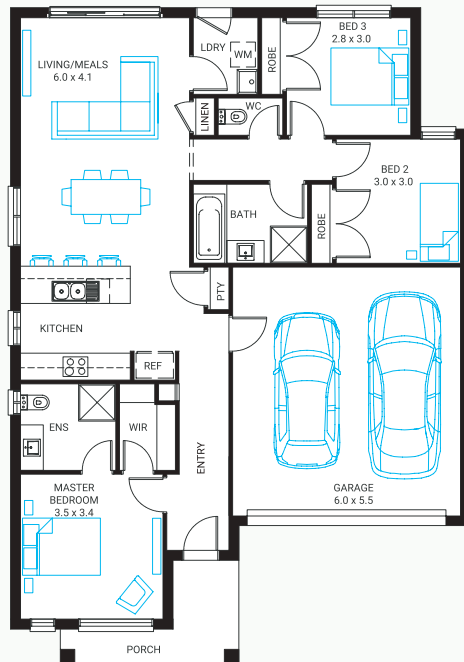 BED 3
2.8 x 3.0
LDRY
WM
ROBE
LIVING/MEALS
6.0 x 4.1
LINEN
WC
BED 2
3.0 x 3.0
BATH
ROBE
PTY
KITCHEN
REF
ENS
WIR
ENTRY
MASTER
BEDROOM
3.5 x 3.4
GARAGE
6.0 x 5.5
PORCH